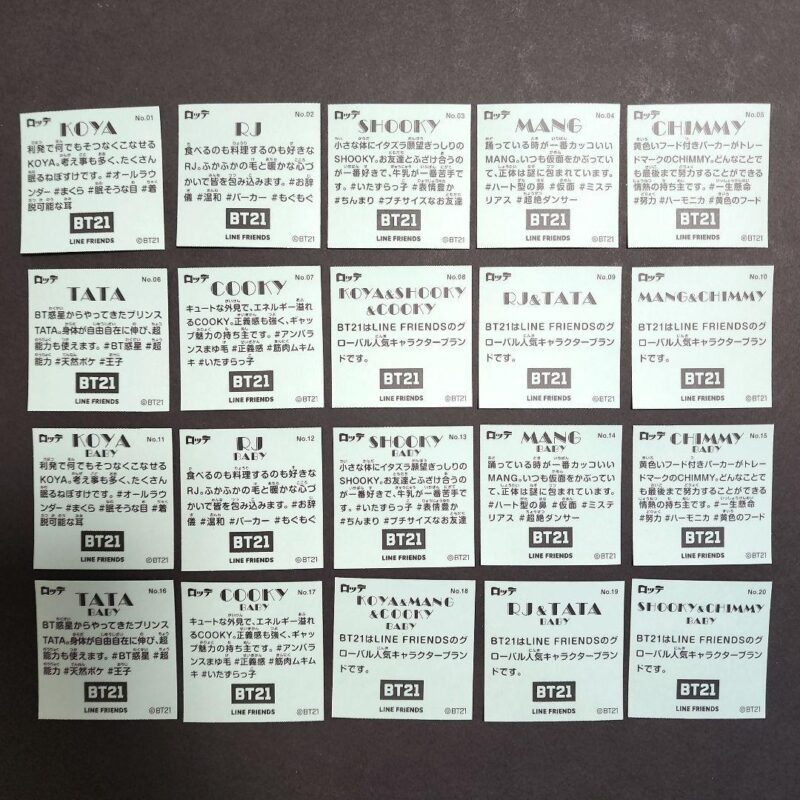 ロッテ No.01
KOYA
利発で何でもそつなくこなせる
KOYA。考え事も多く、たくさん
眠るねぼすけです。#オールラウ
ンダー #まくら #眠そうな目 #着
脱可能な耳
BT21
LINE FRIENDS ©BT21
ロッテ No.02
RJ
食べるのも料理するのも好きな
RJ。ふかふかの毛と暖かな心づ
かいで皆を包み込みます。#お辞
儀 #温和 #パーカー #もぐもぐ
BT21
LINE FRIENDS ©BT21
ロッテ No.03
SHOOKY
小さな体にイタズラ願望ぎっしりの
SHOOKY。お友達とふざけ合うの
が一番好きで、牛乳が一番苦手で
す。#いたずらっ子 #表情豊か
#ちんまり #プチサイズなお友達
BT21
LINE FRIENDS ©BT21
ロッテ No.04
MANG
踊っている時が一番カッコいい
MANG。いつも仮面をかぶってい
て、正体は謎に包まれています。
#ハート型の鼻 #仮面 #ミステ
リアス #超絶ダンサー
BT21
LINE FRIENDS ©BT21
ロッテ No.05
CHIMMY
黄色いフード付きパーカーがトレー
ドマークのCHIMMY。どんなことで
も最後まで努力することができる
情熱の持ち主です。#一生懸命
#努力 #ハーモニカ #黄色のフード
BT21
LINE FRIENDS ©BT21
ロッテ No.06
TATA
BT惑星からやってきたプリンス
TATA。身体が自由自在に伸び、超
能力も使えます。#BT惑星 #超
能力 #天然ボケ #王子
BT21
LINE FRIENDS ©BT21
ロッテ No.07
COOKY
キュートな外見で、エネルギー溢れ
るCOOKY。正義感も強く、ギャッ
プ魅力の持ち主です。#アンバラ
ンスまゆ毛 #正義感 #筋肉ムキム
キ #いたずらっ子
BT21
LINE FRIENDS ©BT21
ロッテ No.08
KOYA&SHOOKY
&COOKY
BT21はLINE FRIENDSのグ
ローバル人気キャラクターブラン
ドです。
BT21
LINE FRIENDS ©BT21
ロッテ No.09
RJ&TATA
BT21はLINE FRIENDSのグ
ローバル人気キャラクターブラン
ドです。
BT21
LINE FRIENDS ©BT21
ロッテ No.10
MANG&CHIMMY
BT21はLINE FRIENDSのグ
ローバル人気キャラクターブラン
ドです。
BT21
LINE FRIENDS ©BT21
ロッテ No.11
KOYA
BABY
利発で何でもそつなくこなせる
KOYA。考え事も多く、たくさん
眠るねぼすけです。#オールラウ
ンダー #まくら #眠そうな目 #着
脱可能な耳
BT21
LINE FRIENDS ©BT21
ロッテ No.12
RJ
BABY
食べるのも料理するのも好きな
RJ。ふかふかの毛と暖かな心づ
かいで皆を包み込みます。#お辞
儀 #温和 #パーカー #もぐもぐ
BT21
LINE FRIENDS ©BT21
ロッテ No.13
SHOOKY
BABY
小さな体にイタズラ願望ぎっしりの
SHOOKY。お友達とふざけ合うの
が一番好きで、牛乳が一番苦手で
す。#いたずらっ子 #表情豊か
#ちんまり #プチサイズなお友達
BT21
LINE FRIENDS ©BT21
ロッテ No.14
MANG
BABY
踊っている時が一番カッコいい
MANG。いつも仮面をかぶってい
て、正体は謎に包まれています。
#ハート型の鼻 #仮面 #ミステ
リアス #超絶ダンサー
BT21
LINE FRIENDS ©BT21
ロッテ No.15
CHIMMY
BABY
黄色いフード付きパーカーがトレー
ドマークのCHIMMY。どんなことで
も最後まで努力することができる
情熱の持ち主です。#一生懸命
#努力 #ハーモニカ #黄色のフード
BT21
LINE FRIENDS ©BT21
ロッテ No.16
TATA
BABY
BT惑星からやってきたプリンス
TATA。身体が自由自在に伸び、超
能力も使えます。#BT惑星 #超
能力 #天然ボケ #王子
BT21
LINE FRIENDS ©BT21
ロッテ No.17
COOKY
BABY
キュートな外見で、エネルギー溢れ
るCOOKY。正義感も強く、ギャッ
プ魅力の持ち主です。#アンバラ
ンスまゆ毛 #正義感 #筋肉ムキム
キ #いたずらっ子
BT21
LINE FRIENDS ©BT21
ロッテ No.18
KOYA&MANG
&COOKY
BABY
BT21はLINE FRIENDSのグ
ローバル人気キャラクターブラン
ドです。
BT21
LINE FRIENDS ©BT21
ロッテ No.19
RJ&TATA
BABY
BT21はLINE FRIENDSのグ
ローバル人気キャラクターブラン
ドです。
BT21
LINE FRIENDS ©BT21
ロッテ No.20
SHOOKY&CHIMMY
BABY
BT21はLINE FRIENDSのグ
ローバル人気キャラクターブラン
ドです。
BT21
LINE FRIENDS ©BT21